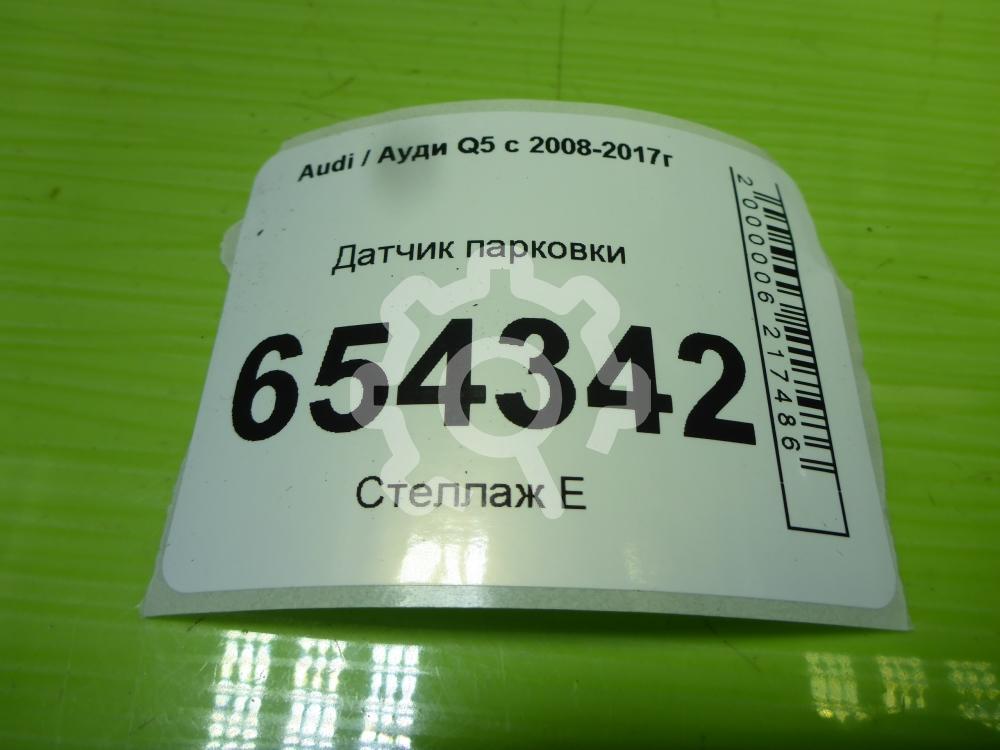 Audi / Ауди Q5 с 2008-2017г
Датчик парковки
654342
Стеллаж Е
2000006217486